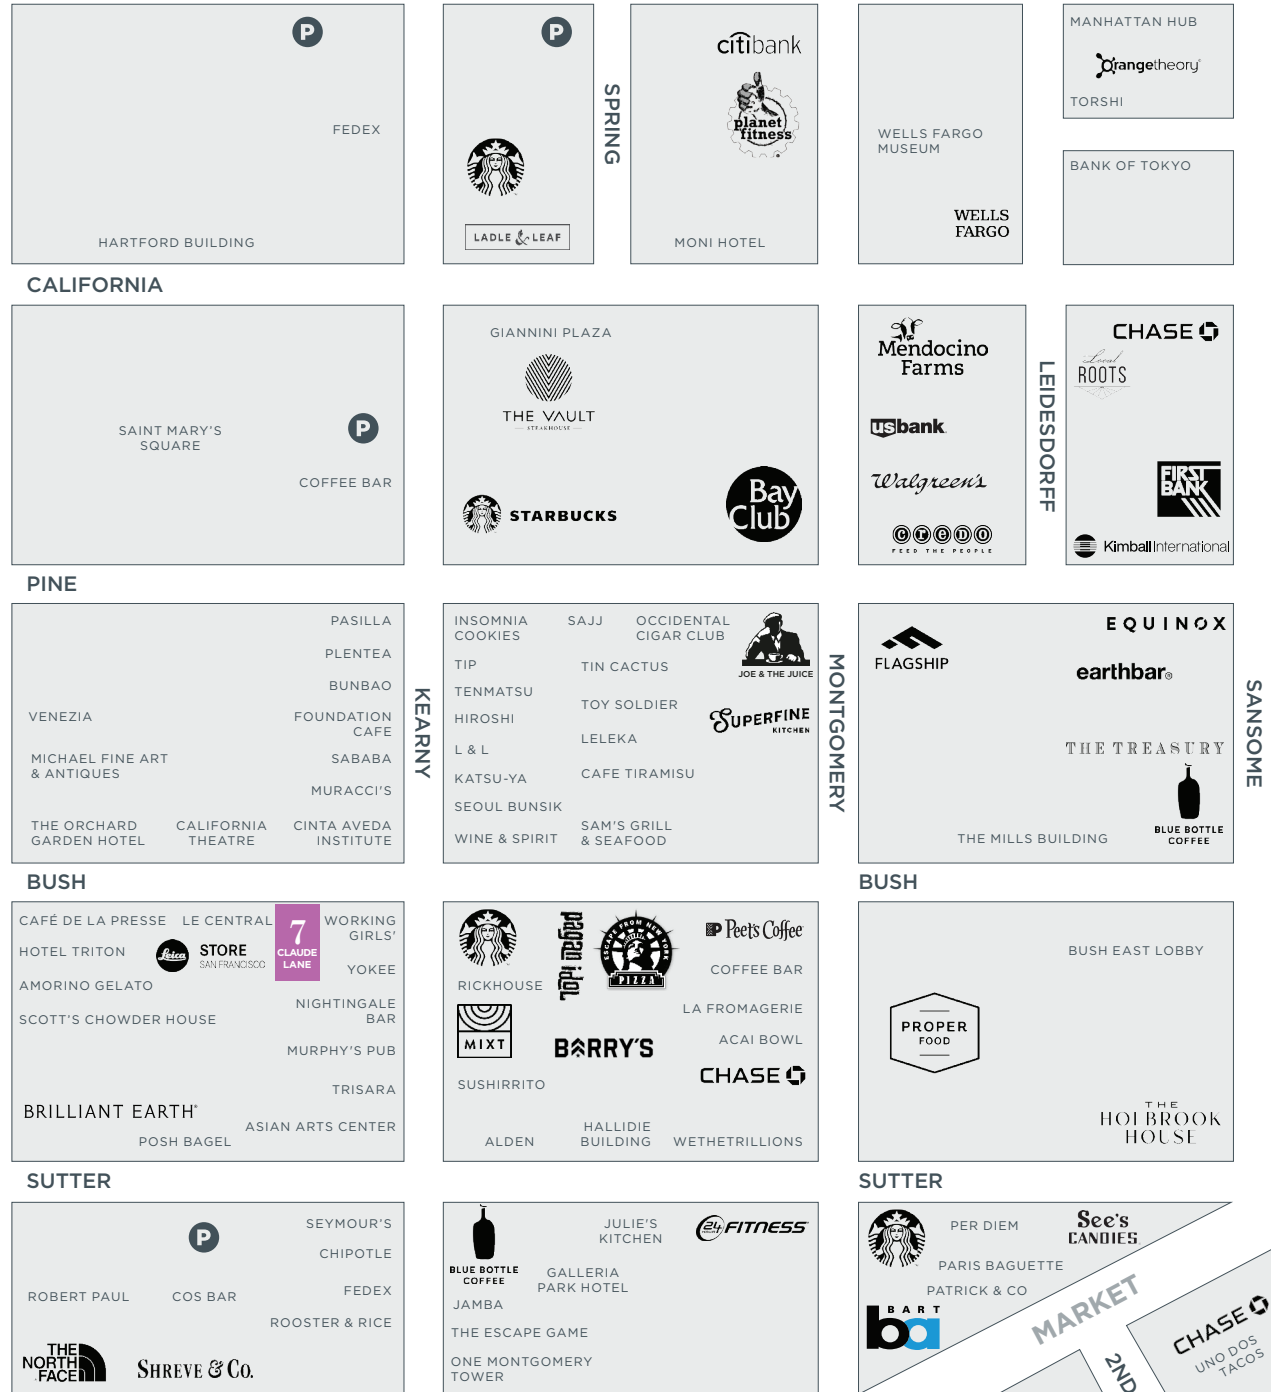 P
FEDEX
HARTFORD BUILDING
P
LADLE & LEAF
SPRING
citibank
planet
fitness
MONI HOTEL
WELLS FARGO
MUSEUM
WELLS
FARGO
MANHATTAN HUB
Orangetheory
TORSHI
BANK OF TOKYO
CALIFORNIA
SAINT MARY'S
SQUARE
P
COFFEE BAR
GIANNINI PLAZA
THE VAULT
STEAKHOUSE
STARBUCKS
Bay
Club
Mendocino
Farms
usbank
Walgreens
CREDO
FEED THE PEOPLE
LEIDESDORFF
CHASE
Local
ROOTS
FIRST
BANK
Kimball International
PINE
PASILLA
PLENTEA
BUNBAO
VENEZIA
FOUNDATION
CAFE
MICHAEL FINE ART
& ANTIQUES
SABABA
MURACCI'S
THE ORCHARD
GARDEN HOTEL
CALIFORNIA
THEATRE
CINTA AVEDA
INSTITUTE
KEARNY
INSOMNIA
COOKIES
SAJJ
OCCIDENTAL
CIGAR CLUB
JOE & THE JUICE
TIP
TIN CACTUS
TENMATSU
TOY SOLDIER
HIROSHI
SUPERFINE
KITCHEN
LELEKA
L & L
KATSU-YA
CAFE TIRAMISU
SEOUL BUNSIK
WINE & SPIRIT
SAM'S GRILL
& SEAFOOD
MONTGOMERY
FLAGSHIP
EQUINOX
earthbar®
THE TREASURY
BLUE BOTTLE
COFFEE
THE MILLS BUILDING
SANSOME
BUSH
BUSH
CAFÉ DE LA PRESSE
LE CENTRAL
7
CLAUDE
LANE
WORKING
GIRLS'
HOTEL TRITON
Leica
STORE
SAN FRANCISCO
YOKEE
AMORINO GELATO
NIGHTINGALE
BAR
SCOTT'S CHOWDER HOUSE
MURPHY'S PUB
TRISARA
BRILLIANT EARTH
ASIAN ARTS CENTER
POSH BAGEL
pagan idol
ESCAPE FROM NEW YORK
PIZZA
Peet's Coffee
COFFEE BAR
RICKHOUSE
LA FROMAGERIE
MIXT
BARRY'S
ACAI BOWL
CHASE
SUSHIRRITO
ALDEN
HALLIDIE
BUILDING
WETHETRILLIONS
BUSH EAST LOBBY
PROPER
FOOD
THE
HOLBROOK
HOUSE
SUTTER
SUTTER
P
SEYMOUR'S
CHIPOTLE
FEDEX
ROBERT PAUL
COS BAR
ROOSTER & RICE
THE
NORTH
FACE
SHREVE & CO.
BLUE BOTTLE
COFFEE
JULIE'S
KITCHEN
24 FITNESS
GALLERIA
PARK HOTEL
JAMBA
THE ESCAPE GAME
ONE MONTGOMERY
TOWER
PER DIEM
See's
CANDIES
PARIS BAGUETTE
PATRICK & CO
BART
ba
MARKET
2ND
CHASE
UNO DOS
TACOS